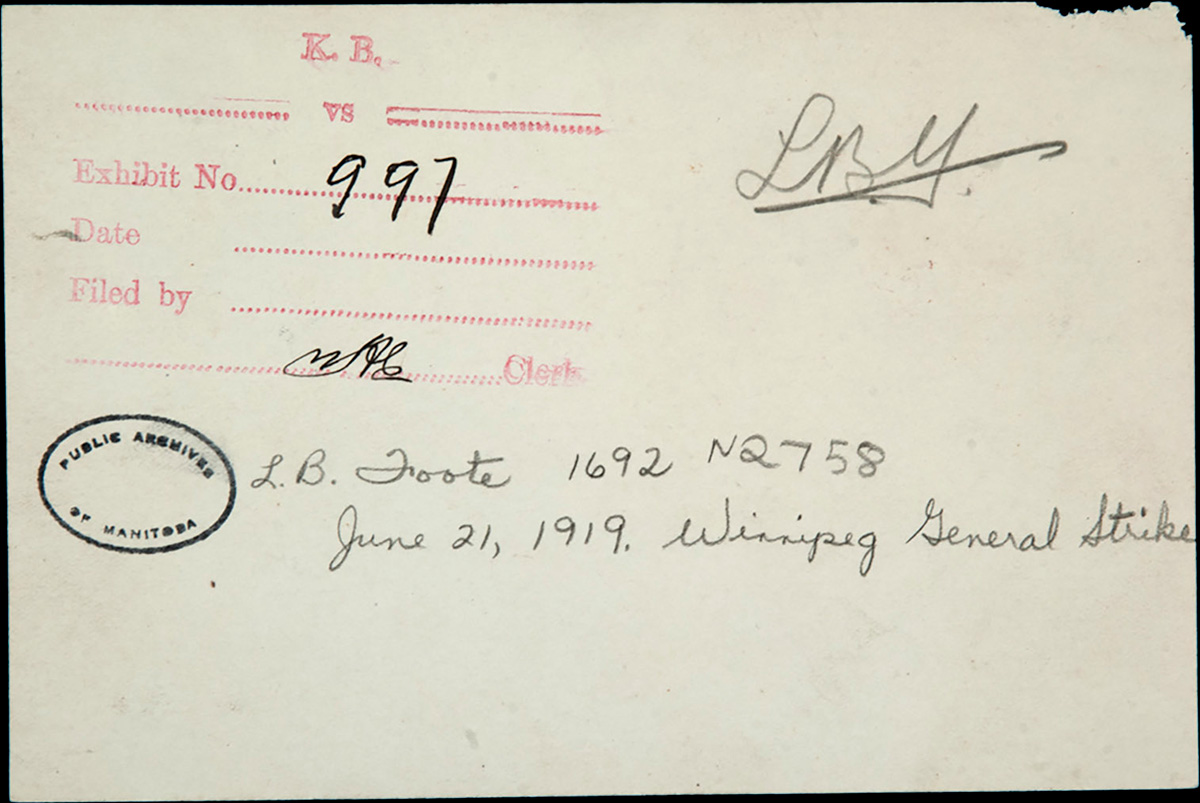 K. B.
vs
Exhibit No. 997
Date
Filed by
Clerk
PUBLIC ARCHIVES
OF MANITOBA
L. B. Foote 1692 N2758
June 21, 1919. Winnipeg General Strike